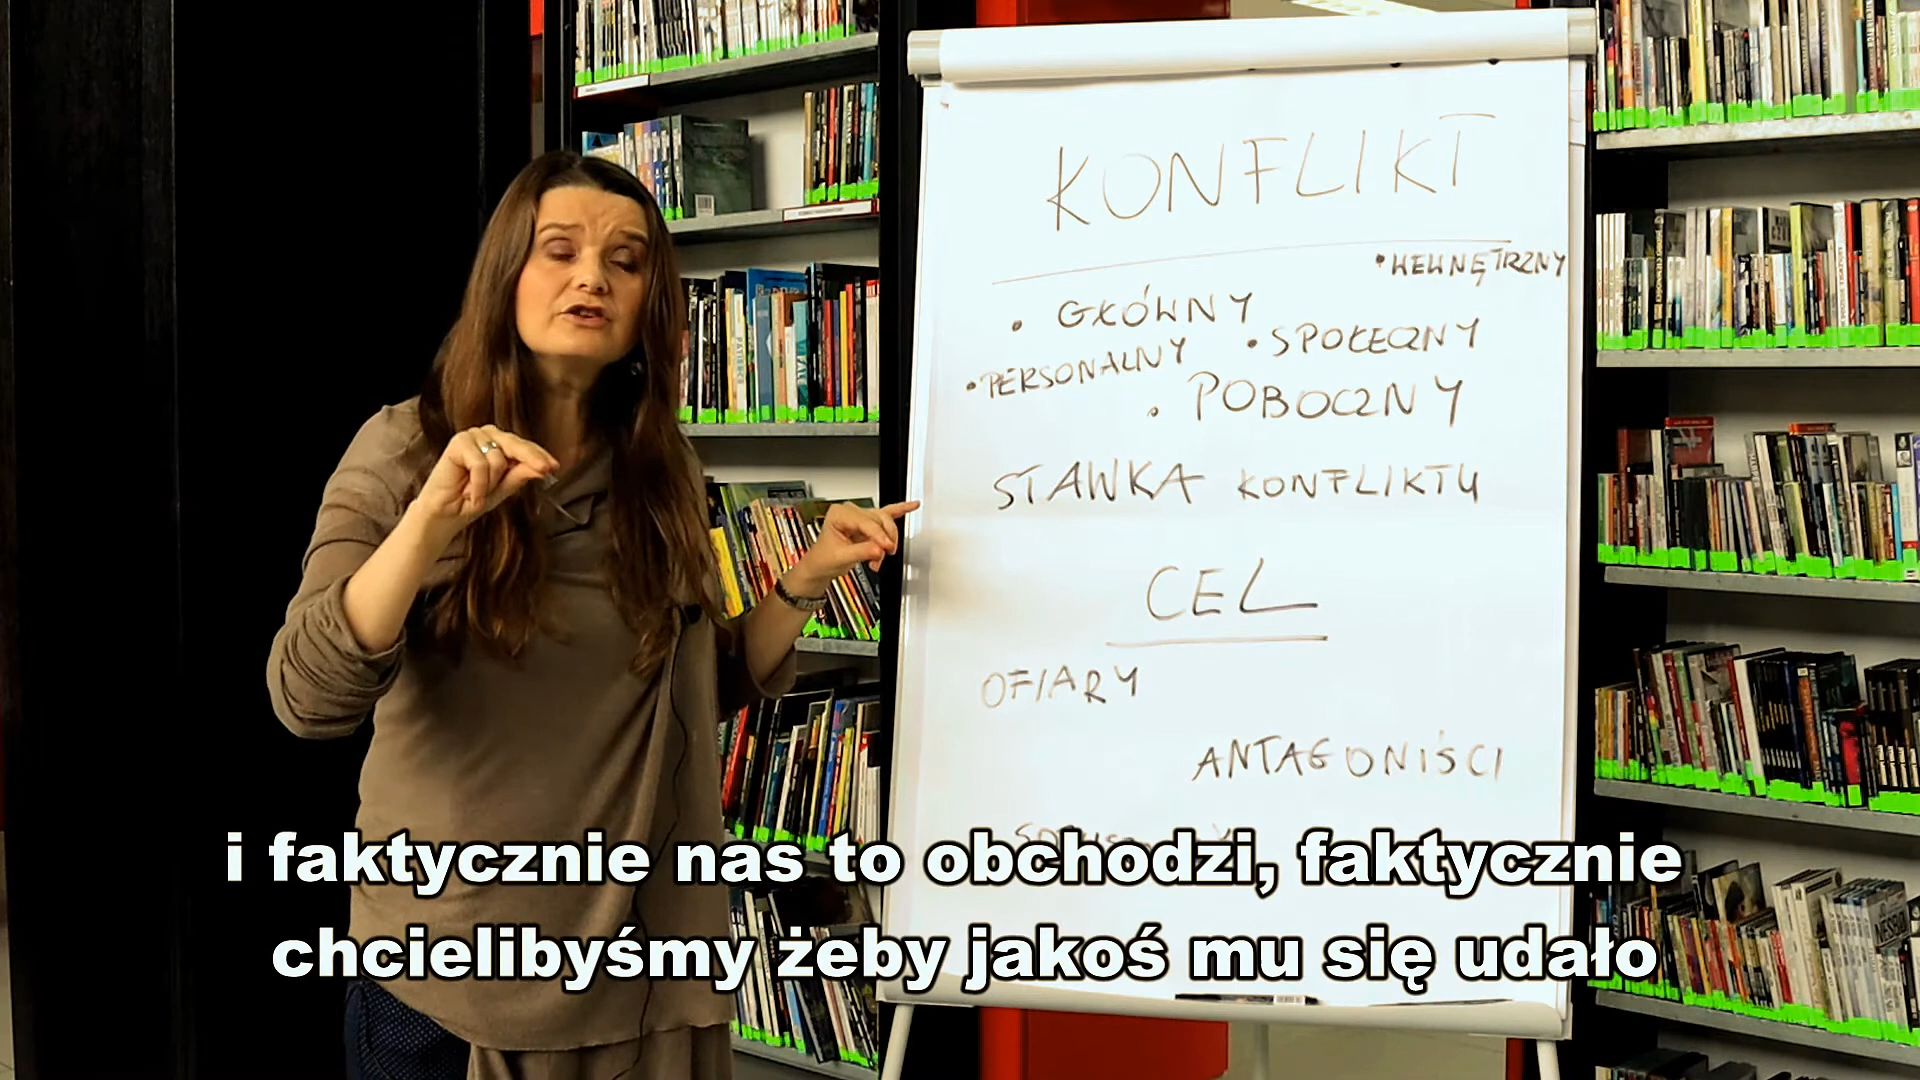 KONFLIKT
• WEWNĘTRZNY
• GŁÓWNY
• SPOŁECZNY
• PERSONALNY
• POBOCZNY
STAWKA KONFLIKTU
CEL
OFIARY
ANTAGONIŚCI
i faktycznie nas to obchodzi, faktycznie
chcielibyśmy żeby jakoś mu się udało